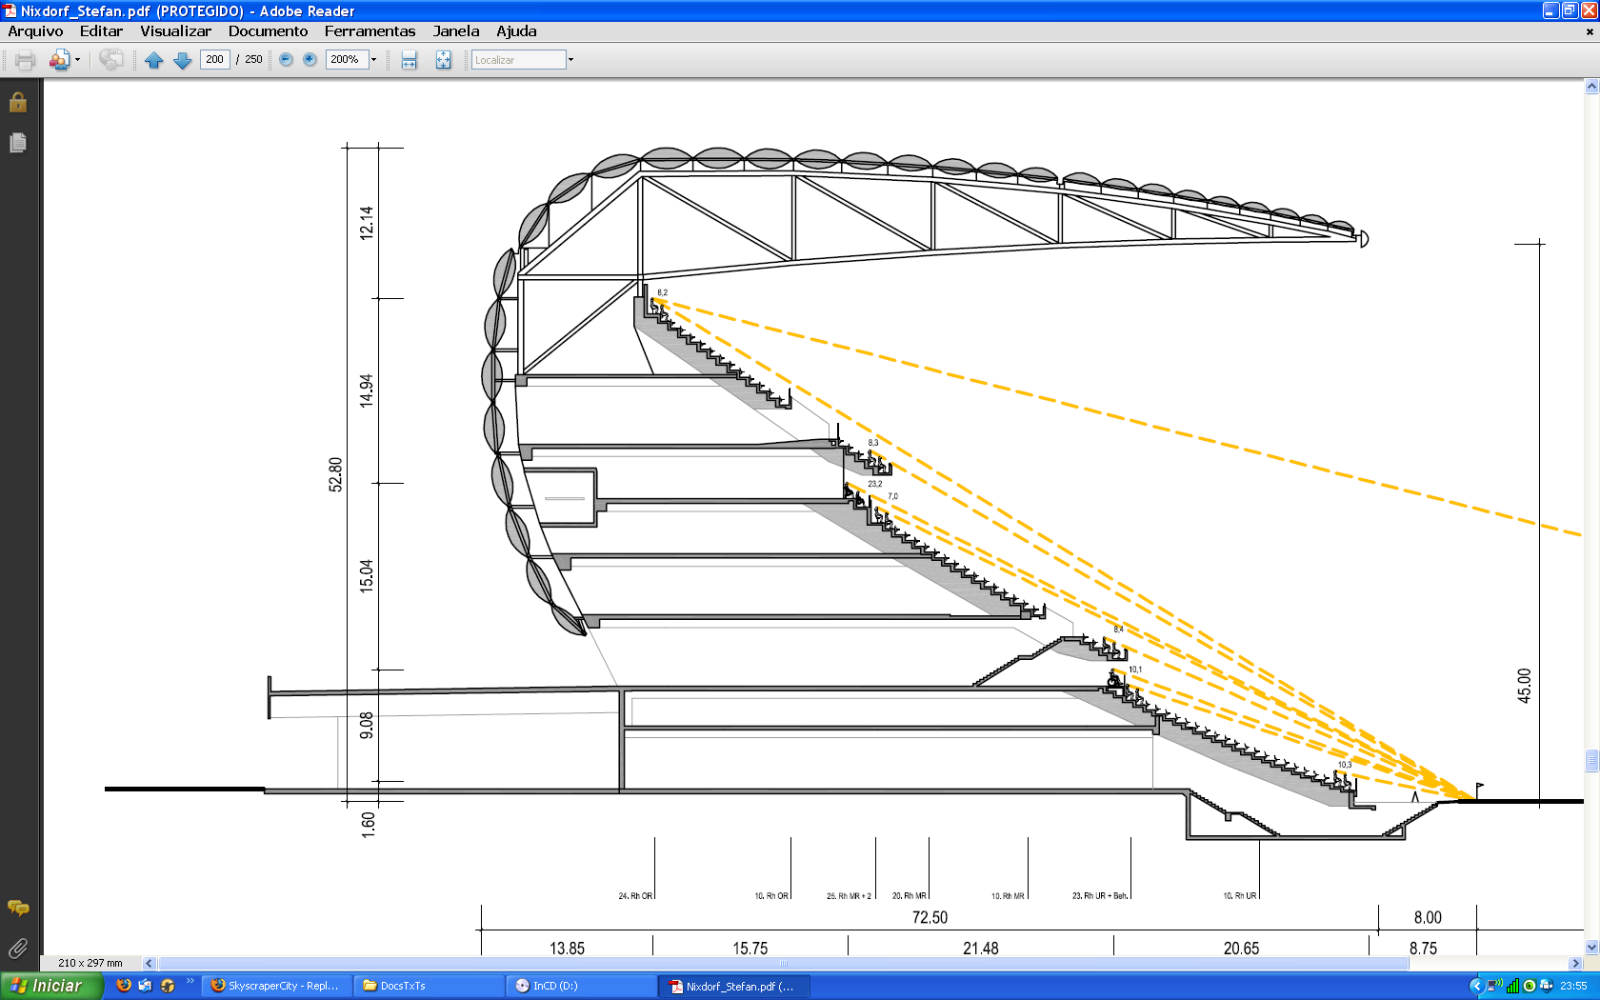 Nixdorf_Stefan.pdf (PROTEGIDO) - Adobe Reader
Arquivo Editar Visualizar Documento Ferramentas Janela Ajuda
200 / 250 200% Localizar
12.14
14.94
52.80
15.04
9.08
1.60
8,2
8,3
23,2
7,0
8,4
10,1
10,3
45.00
24. Rh OR
10. Rh OR
25. Rh MR + 2
20. Rh MR
10. Rh MR
23. Rh UR + Beh.
10. Rh UR
72.50 8.00
13.85 15.75 21.48 20.65 8.75
210 x 297 mm
Iniciar SkyscraperCity - Repl... DocsTxTs InCD (D:) Nixdorf_Stefan.pdf (... 23:55